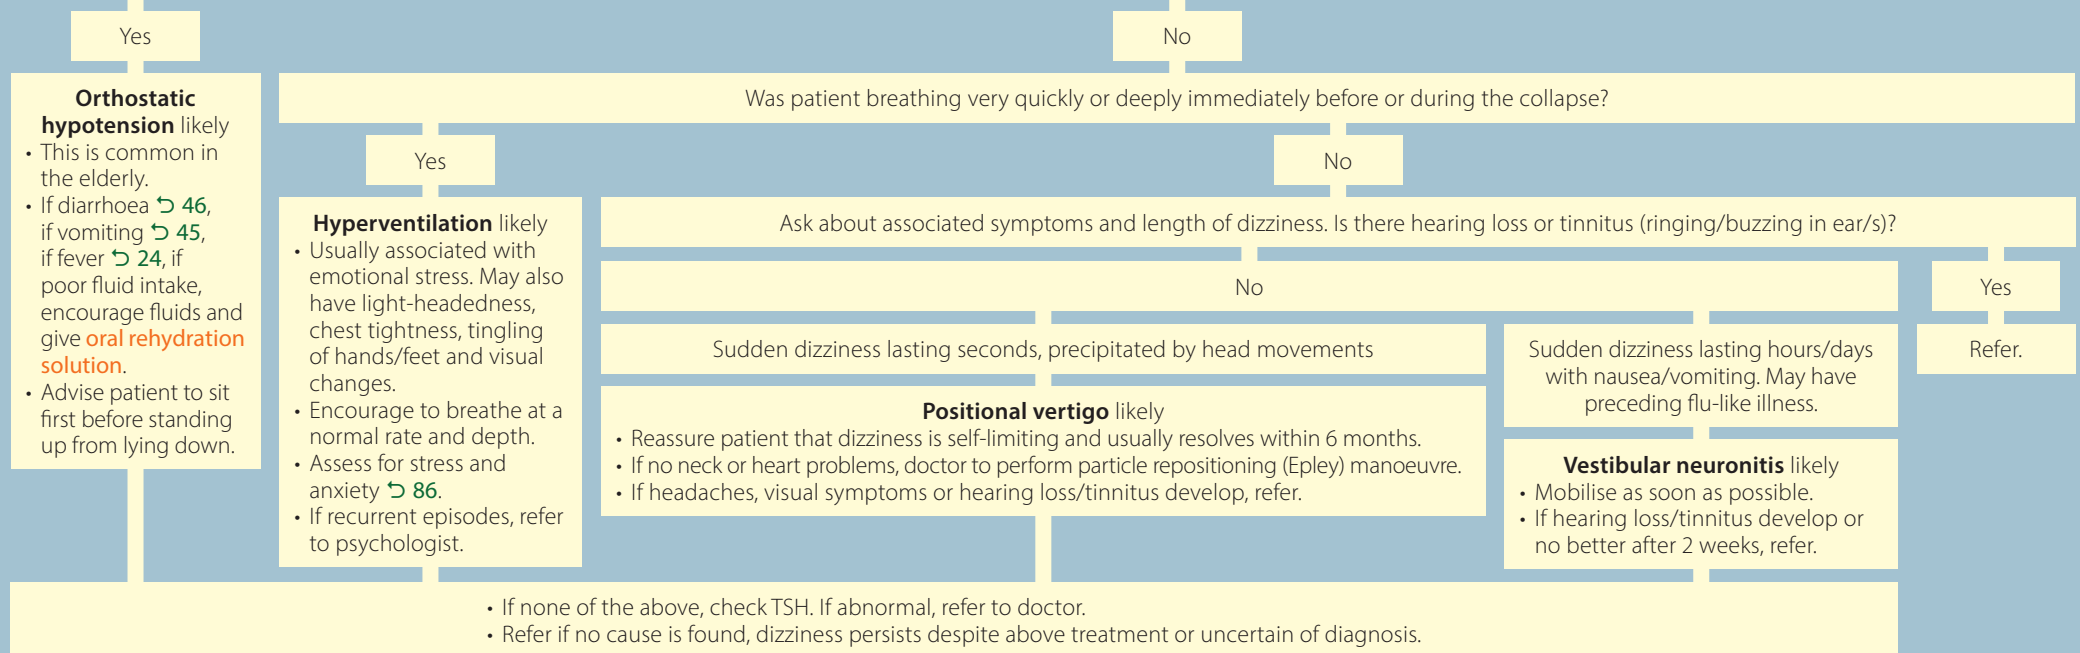 Yes
No
Orthostatic
hypotension likely
• This is common in
the elderly.
• If diarrhoea ⮌ 46,
if vomiting ⮌ 45,
if fever ⮌ 24, if
poor fluid intake,
encourage fluids and
give oral rehydration
solution.
• Advise patient to sit
first before standing
up from lying down.
Was patient breathing very quickly or deeply immediately before or during the collapse?
Yes
No
Hyperventilation likely
• Usually associated with
emotional stress. May also
have light-headedness,
chest tightness, tingling
of hands/feet and visual
changes.
• Encourage to breathe at a
normal rate and depth.
• Assess for stress and
anxiety ⮌ 86.
• If recurrent episodes, refer
to psychologist.
Ask about associated symptoms and length of dizziness. Is there hearing loss or tinnitus (ringing/buzzing in ear/s)?
No
Yes
Sudden dizziness lasting seconds, precipitated by head movements
Positional vertigo likely
• Reassure patient that dizziness is self-limiting and usually resolves within 6 months.
• If no neck or heart problems, doctor to perform particle repositioning (Epley) manoeuvre.
• If headaches, visual symptoms or hearing loss/tinnitus develop, refer.
Sudden dizziness lasting hours/days
with nausea/vomiting. May have
preceding flu-like illness.
Vestibular neuronitis likely
• Mobilise as soon as possible.
• If hearing loss/tinnitus develop or
no better after 2 weeks, refer.
Refer.
• If none of the above, check TSH. If abnormal, refer to doctor.
• Refer if no cause is found, dizziness persists despite above treatment or uncertain of diagnosis.